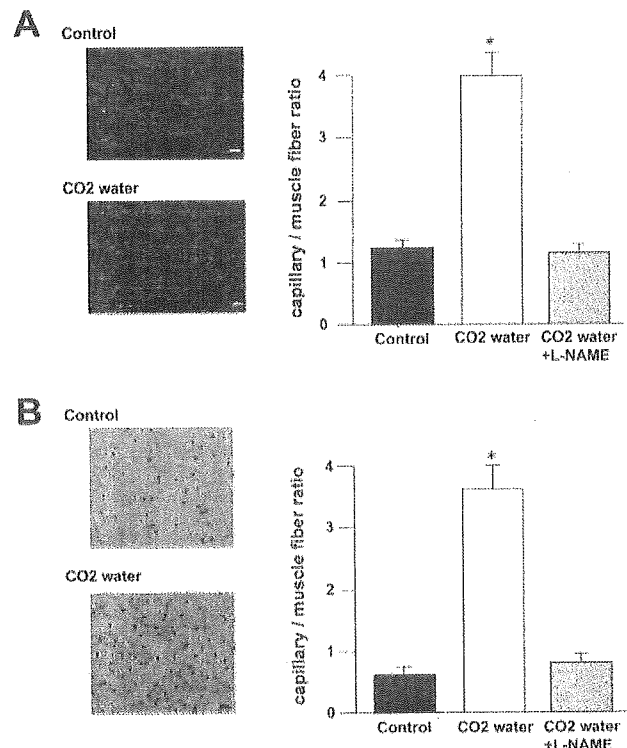 A
Control
CO2 water
capillary / muscle fiber ratio
4
3
2
1
0
*
Control
CO2 water
CO2 water
+L-NAME
B
Control
CO2 water
capillary / muscle fiber ratio
4
3
2
1
0
*
Control
CO2 water
CO2 water
+L-NAME